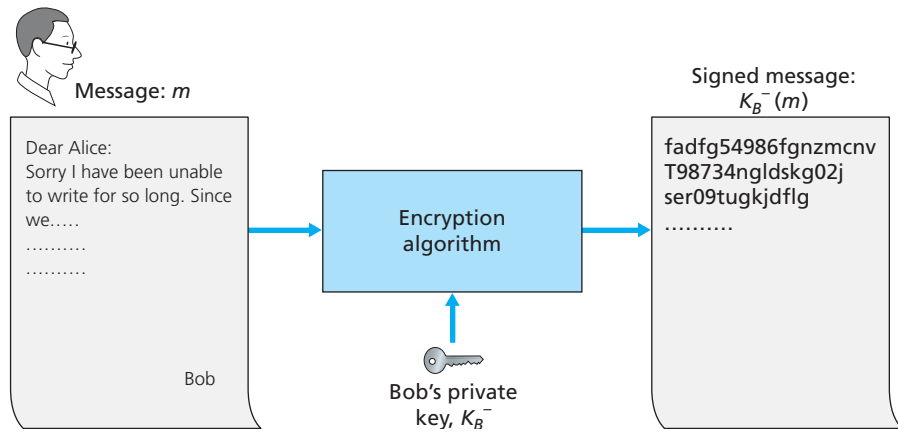 Message: m
Dear Alice:
Sorry I have been unable
to write for so long. Since
we.....
..........
..........
Bob
Encryption
algorithm
Bob's private
key, K_B^-
Signed message:
K_B^- (m)
fadfg54986fgnzmcnv
T98734ngldskg02j
ser09tugkjdflg
..........